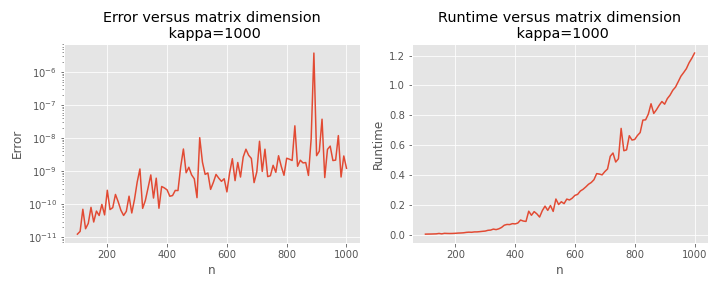 Error versus matrix dimension
kappa=1000
Error
10⁻⁶
10⁻⁷
10⁻⁸
10⁻⁹
10⁻¹⁰
10⁻¹¹
200 400 600 800 1000
n
Runtime versus matrix dimension
kappa=1000
Runtime
1.2
1.0
0.8
0.6
0.4
0.2
0.0
200 400 600 800 1000
n